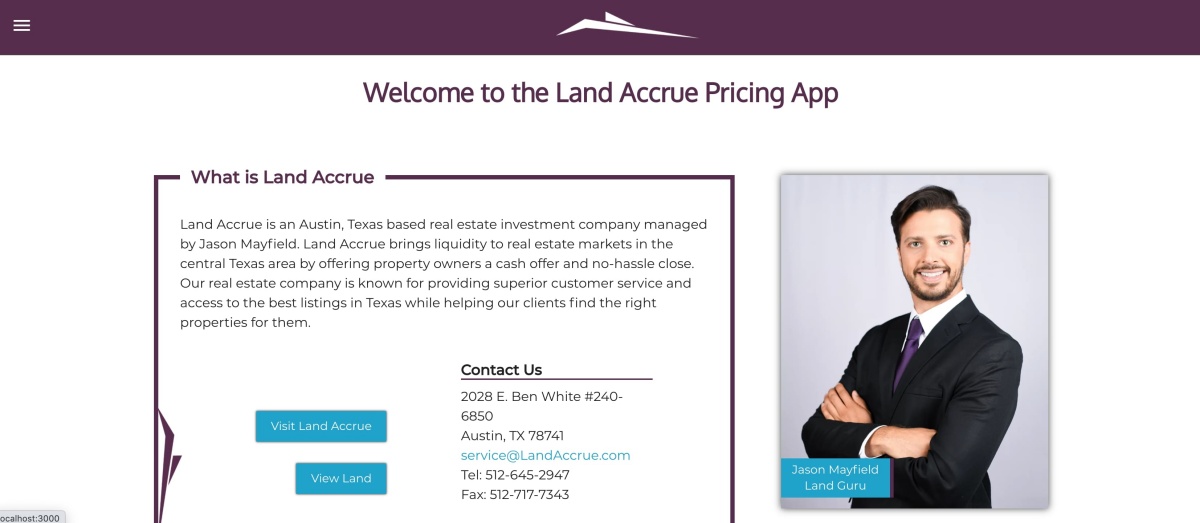 Welcome to the Land Accrue Pricing App
What is Land Accrue
Land Accrue is an Austin, Texas based real estate investment company managed
by Jason Mayfield. Land Accrue brings liquidity to real estate markets in the
central Texas area by offering property owners a cash offer and no-hassle close.
Our real estate company is known for providing superior customer service and
access to the best listings in Texas while helping our clients find the right
properties for them.
Visit Land Accrue
View Land
Contact Us
2028 E. Ben White #240-
6850
Austin, TX 78741
service@LandAccrue.com
Tel: 512-645-2947
Fax: 512-717-7343
Jason Mayfield
Land Guru
ocalhost:3000